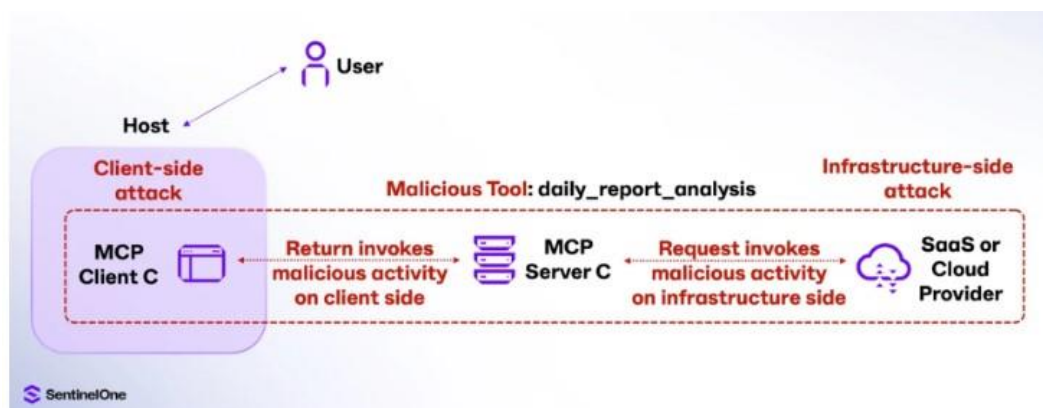 User
Host
Client-side
attack
Infrastructure-side
attack
Malicious Tool: daily_report_analysis
MCP
Client C
Return invokes
malicious activity
on client side
MCP
Server C
Request invokes
malicious activity
on infrastructure side
SaaS or
Cloud
Provider
SentinelOne